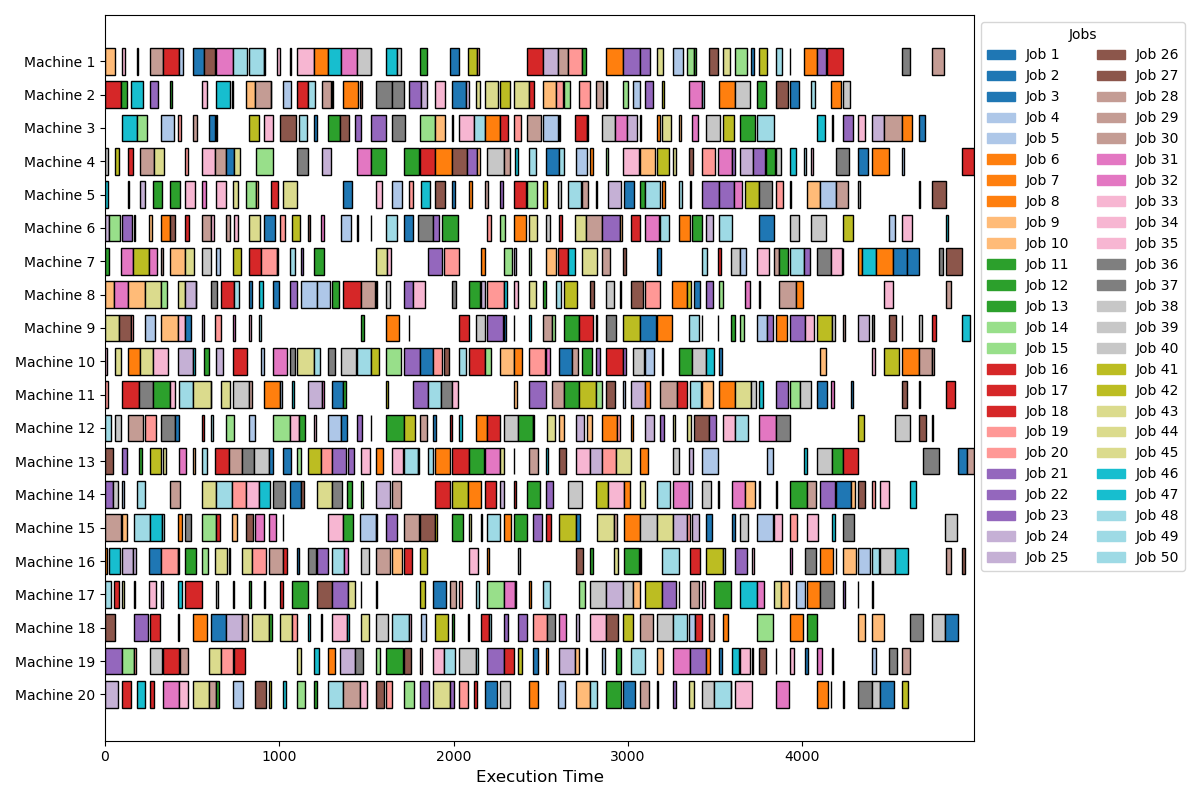 Machine 1
Machine 2
Machine 3
Machine 4
Machine 5
Machine 6
Machine 7
Machine 8
Machine 9
Machine 10
Machine 11
Machine 12
Machine 13
Machine 14
Machine 15
Machine 16
Machine 17
Machine 18
Machine 19
Machine 20
0 1000 2000 3000 4000
Execution Time
Jobs
Job 1
Job 2
Job 3
Job 4
Job 5
Job 6
Job 7
Job 8
Job 9
Job 10
Job 11
Job 12
Job 13
Job 14
Job 15
Job 16
Job 17
Job 18
Job 19
Job 20
Job 21
Job 22
Job 23
Job 24
Job 25
Job 26
Job 27
Job 28
Job 29
Job 30
Job 31
Job 32
Job 33
Job 34
Job 35
Job 36
Job 37
Job 38
Job 39
Job 40
Job 41
Job 42
Job 43
Job 44
Job 45
Job 46
Job 47
Job 48
Job 49
Job 50